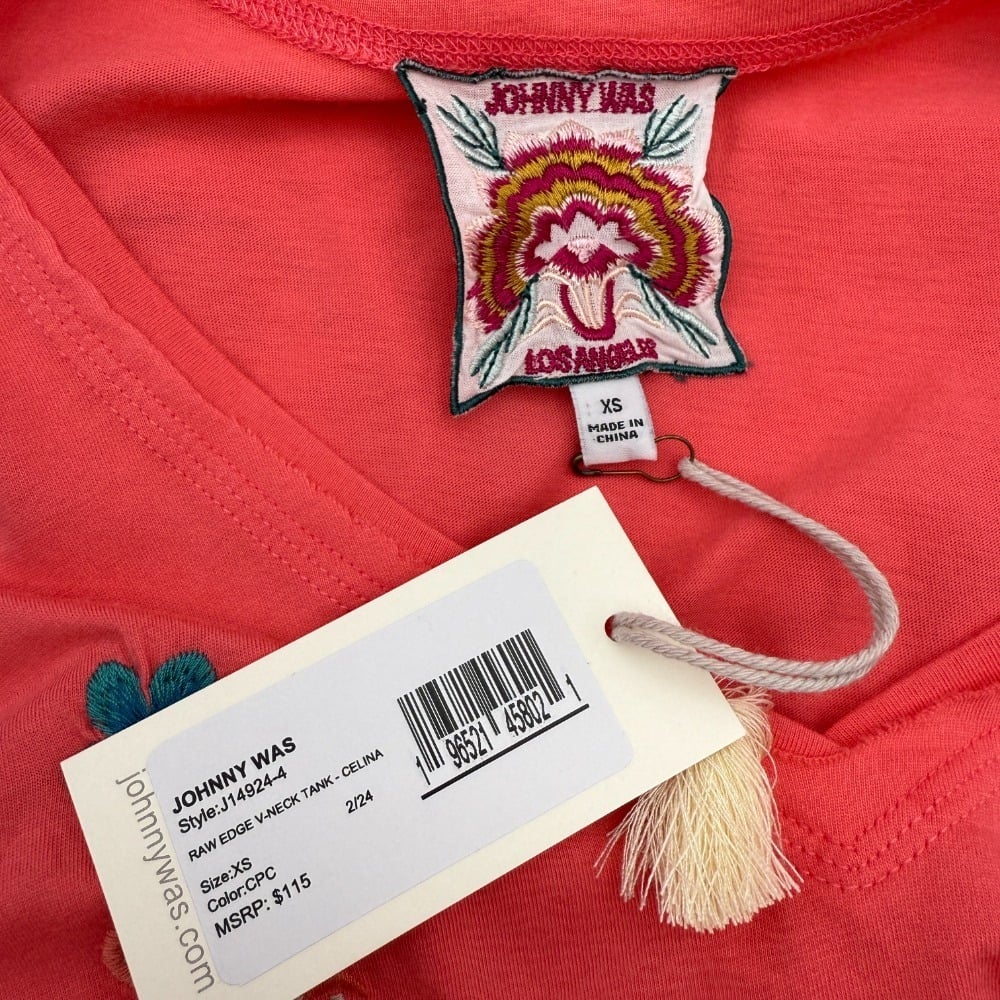 JOHNNY WAS
LOS ANGELES
XS
MADE IN
CHINA
JOHNNY WAS
Style:J14924-4
RAW EDGE V-NECK TANK - CELINA
2/24
Size:XS
Color:CPC
MSRP: $115
1 96521 45802 1
johnnywas.com